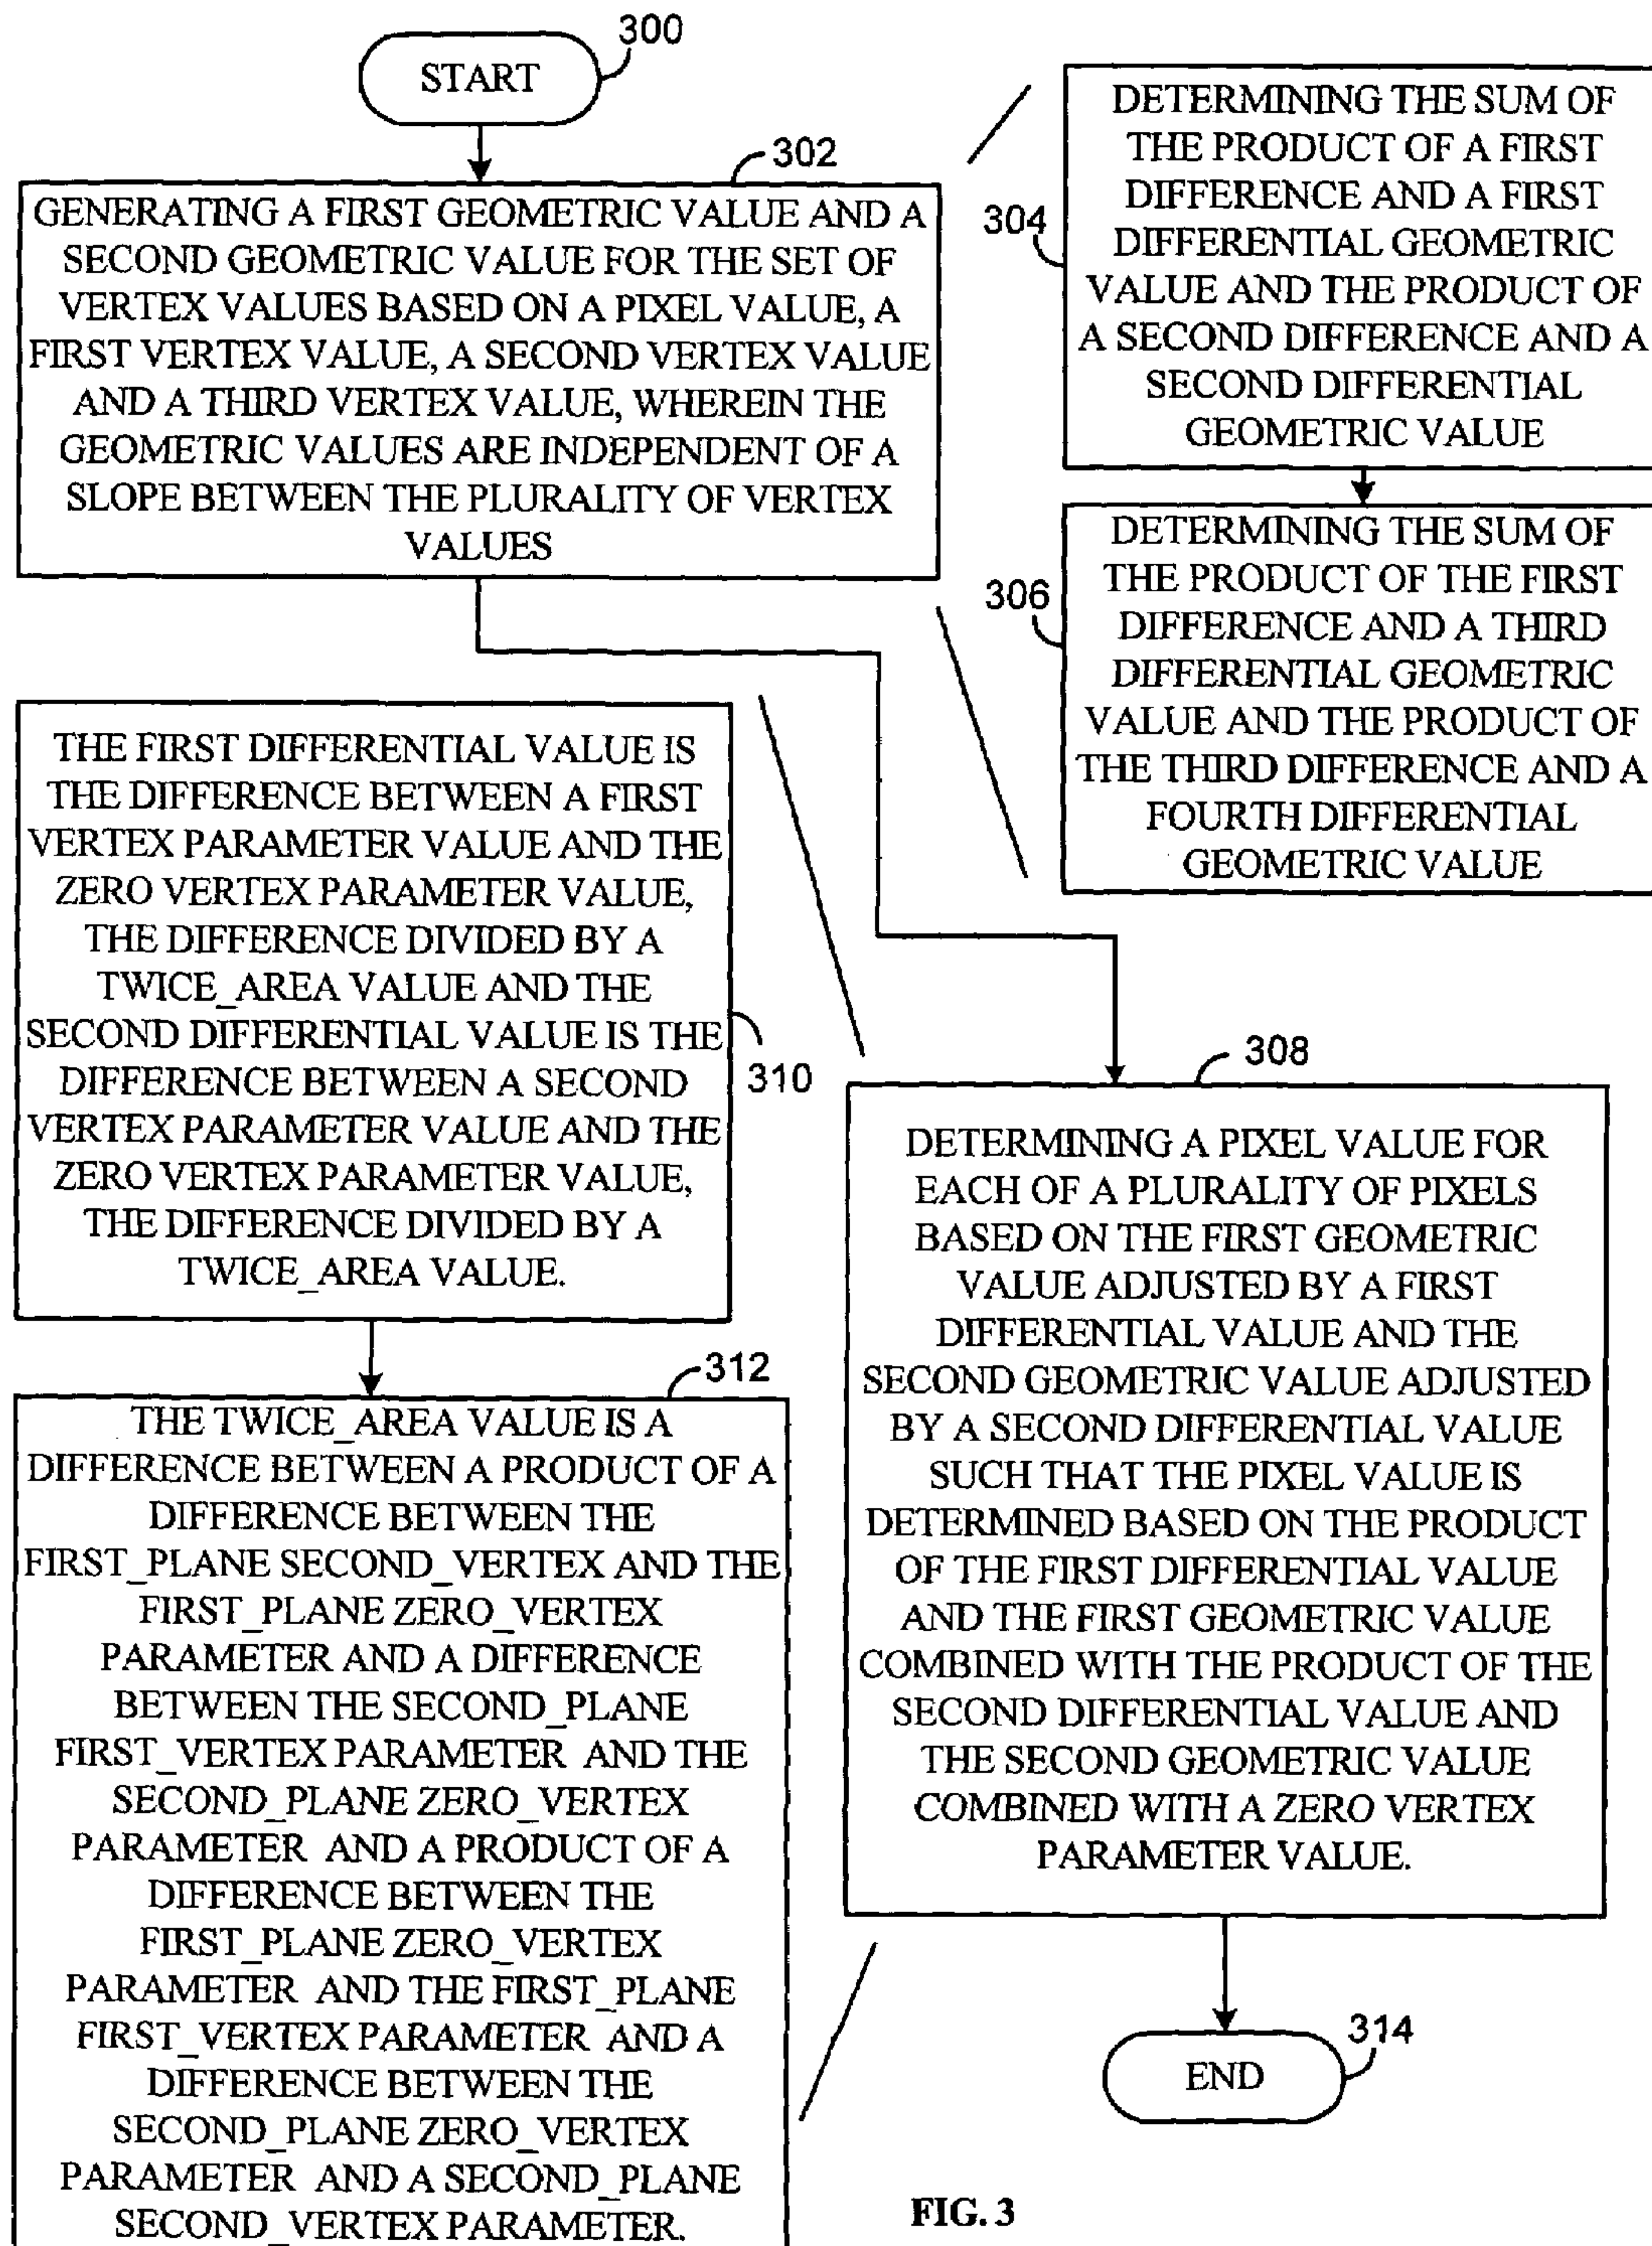 300
START
302
GENERATING A FIRST GEOMETRIC VALUE AND A
SECOND GEOMETRIC VALUE FOR THE SET OF
VERTEX VALUES BASED ON A PIXEL VALUE, A
FIRST VERTEX VALUE, A SECOND VERTEX VALUE
AND A THIRD VERTEX VALUE, WHEREIN THE
GEOMETRIC VALUES ARE INDEPENDENT OF A
SLOPE BETWEEN THE PLURALITY OF VERTEX
VALUES
304
DETERMINING THE SUM OF
THE PRODUCT OF A FIRST
DIFFERENCE AND A FIRST
DIFFERENTIAL GEOMETRIC
VALUE AND THE PRODUCT OF
A SECOND DIFFERENCE AND A
SECOND DIFFERENTIAL
GEOMETRIC VALUE
306
DETERMINING THE SUM OF
THE PRODUCT OF THE FIRST
DIFFERENCE AND A THIRD
DIFFERENTIAL GEOMETRIC
VALUE AND THE PRODUCT OF
THE THIRD DIFFERENCE AND A
FOURTH DIFFERENTIAL
GEOMETRIC VALUE
THE FIRST DIFFERENTIAL VALUE IS
THE DIFFERENCE BETWEEN A FIRST
VERTEX PARAMETER VALUE AND THE
ZERO VERTEX PARAMETER VALUE,
THE DIFFERENCE DIVIDED BY A
TWICE_AREA VALUE AND THE
SECOND DIFFERENTIAL VALUE IS THE
DIFFERENCE BETWEEN A SECOND
VERTEX PARAMETER VALUE AND THE
ZERO VERTEX PARAMETER VALUE,
THE DIFFERENCE DIVIDED BY A
TWICE_AREA VALUE.
310
312
THE TWICE_AREA VALUE IS A
DIFFERENCE BETWEEN A PRODUCT OF A
DIFFERENCE BETWEEN THE
FIRST_PLANE SECOND_VERTEX AND THE
FIRST_PLANE ZERO_VERTEX
PARAMETER AND A DIFFERENCE
BETWEEN THE SECOND_PLANE
FIRST_VERTEX PARAMETER AND THE
SECOND_PLANE ZERO_VERTEX
PARAMETER AND A PRODUCT OF A
DIFFERENCE BETWEEN THE
FIRST_PLANE ZERO_VERTEX
PARAMETER AND THE FIRST_PLANE
FIRST_VERTEX PARAMETER AND A
DIFFERENCE BETWEEN THE
SECOND_PLANE ZERO_VERTEX
PARAMETER AND A SECOND_PLANE
SECOND_VERTEX PARAMETER.
308
DETERMINING A PIXEL VALUE FOR
EACH OF A PLURALITY OF PIXELS
BASED ON THE FIRST GEOMETRIC
VALUE ADJUSTED BY A FIRST
DIFFERENTIAL VALUE AND THE
SECOND GEOMETRIC VALUE ADJUSTED
BY A SECOND DIFFERENTIAL VALUE
SUCH THAT THE PIXEL VALUE IS
DETERMINED BASED ON THE PRODUCT
OF THE FIRST DIFFERENTIAL VALUE
AND THE FIRST GEOMETRIC VALUE
COMBINED WITH THE PRODUCT OF THE
SECOND DIFFERENTIAL VALUE AND
THE SECOND GEOMETRIC VALUE
COMBINED WITH A ZERO VERTEX
PARAMETER VALUE.
314
END
FIG. 3